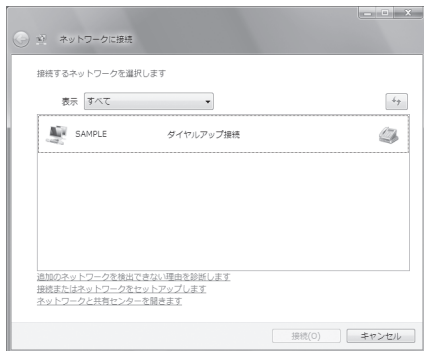 ネットワークに接続
接続するネットワークを選択します
表示 すべて
SAMPLE ダイヤルアップ接続
追加のネットワークを検出できない理由を診断します
接続またはネットワークをセットアップします
ネットワークと共有センターを開きます
接続(O) キャンセル